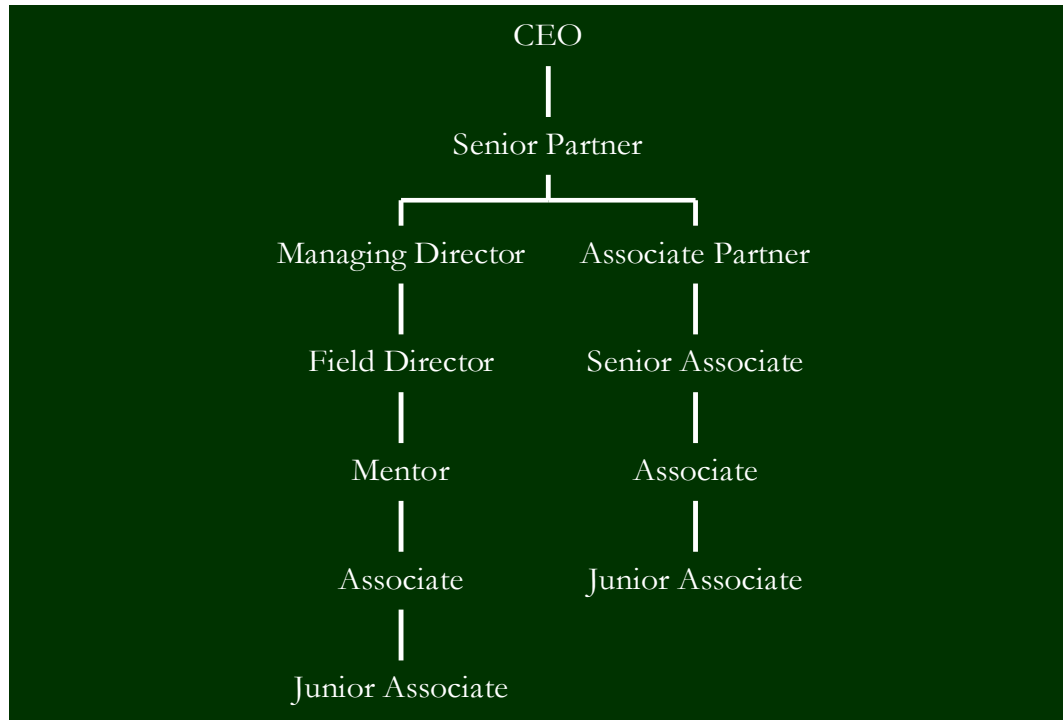 CEO
Senior Partner
Managing Director Associate Partner
Field Director Senior Associate
Mentor Associate
Associate Junior Associate
Junior Associate